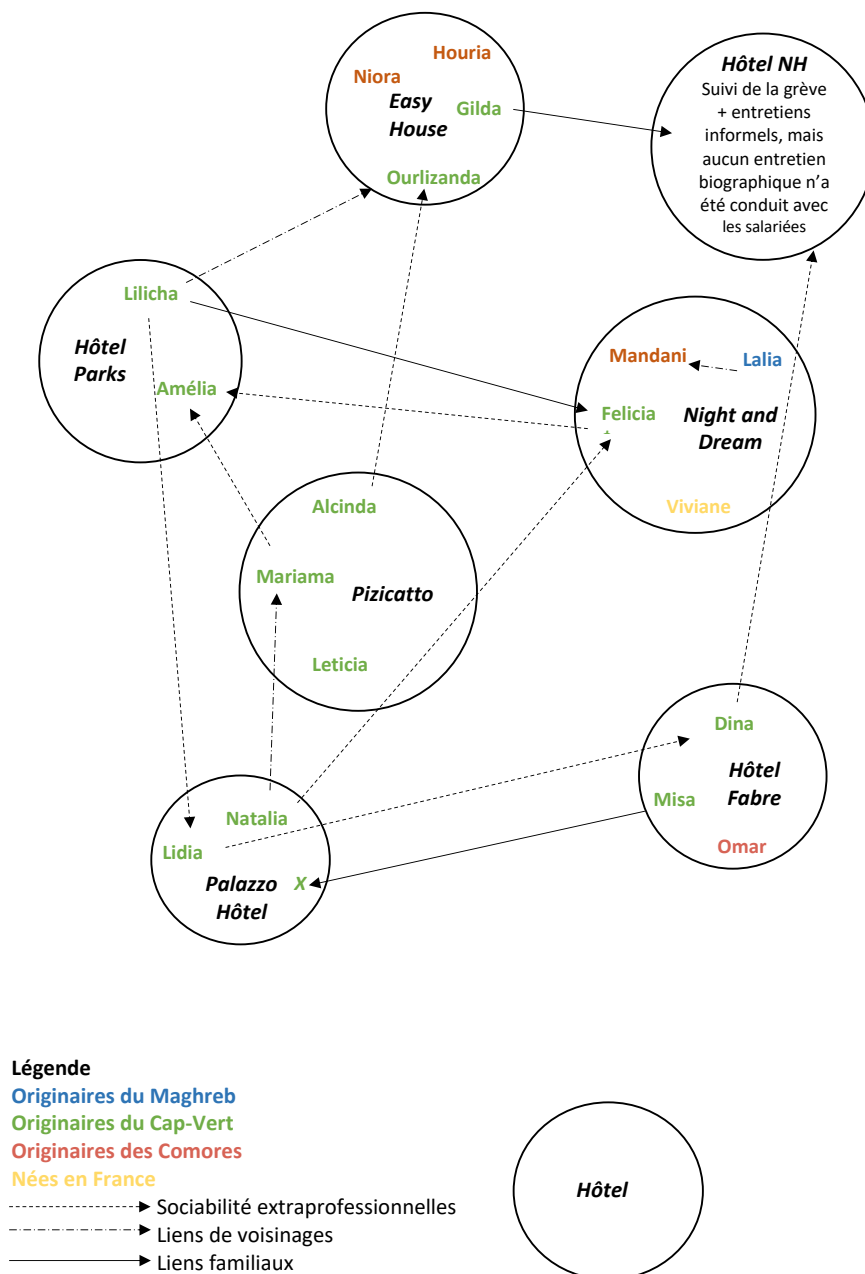 Houria
Niora
Easy
House
Gilda
Ourlizanda
Hôtel NH
Suivi de la grève
+ entretiens
informels, mais
aucun entretien
biographique n’a
été conduit avec
les salariées
Lilicha
Hôtel
Parks
Amélia
Mandani
Lalia
Felicia
Night and
Dream
Viviane
Alcinda
Mariama
Pizicatto
Leticia
Dina
Hôtel
Fabre
Misa
Omar
Natalia
Lidia
Palazzo
Hôtel
X
Légende
Originaires du Maghreb
Originaires du Cap-Vert
Originaires des Comores
Nées en France
Sociabilité extraprofessionnelles
Liens de voisinages
Liens familiaux
Hôtel